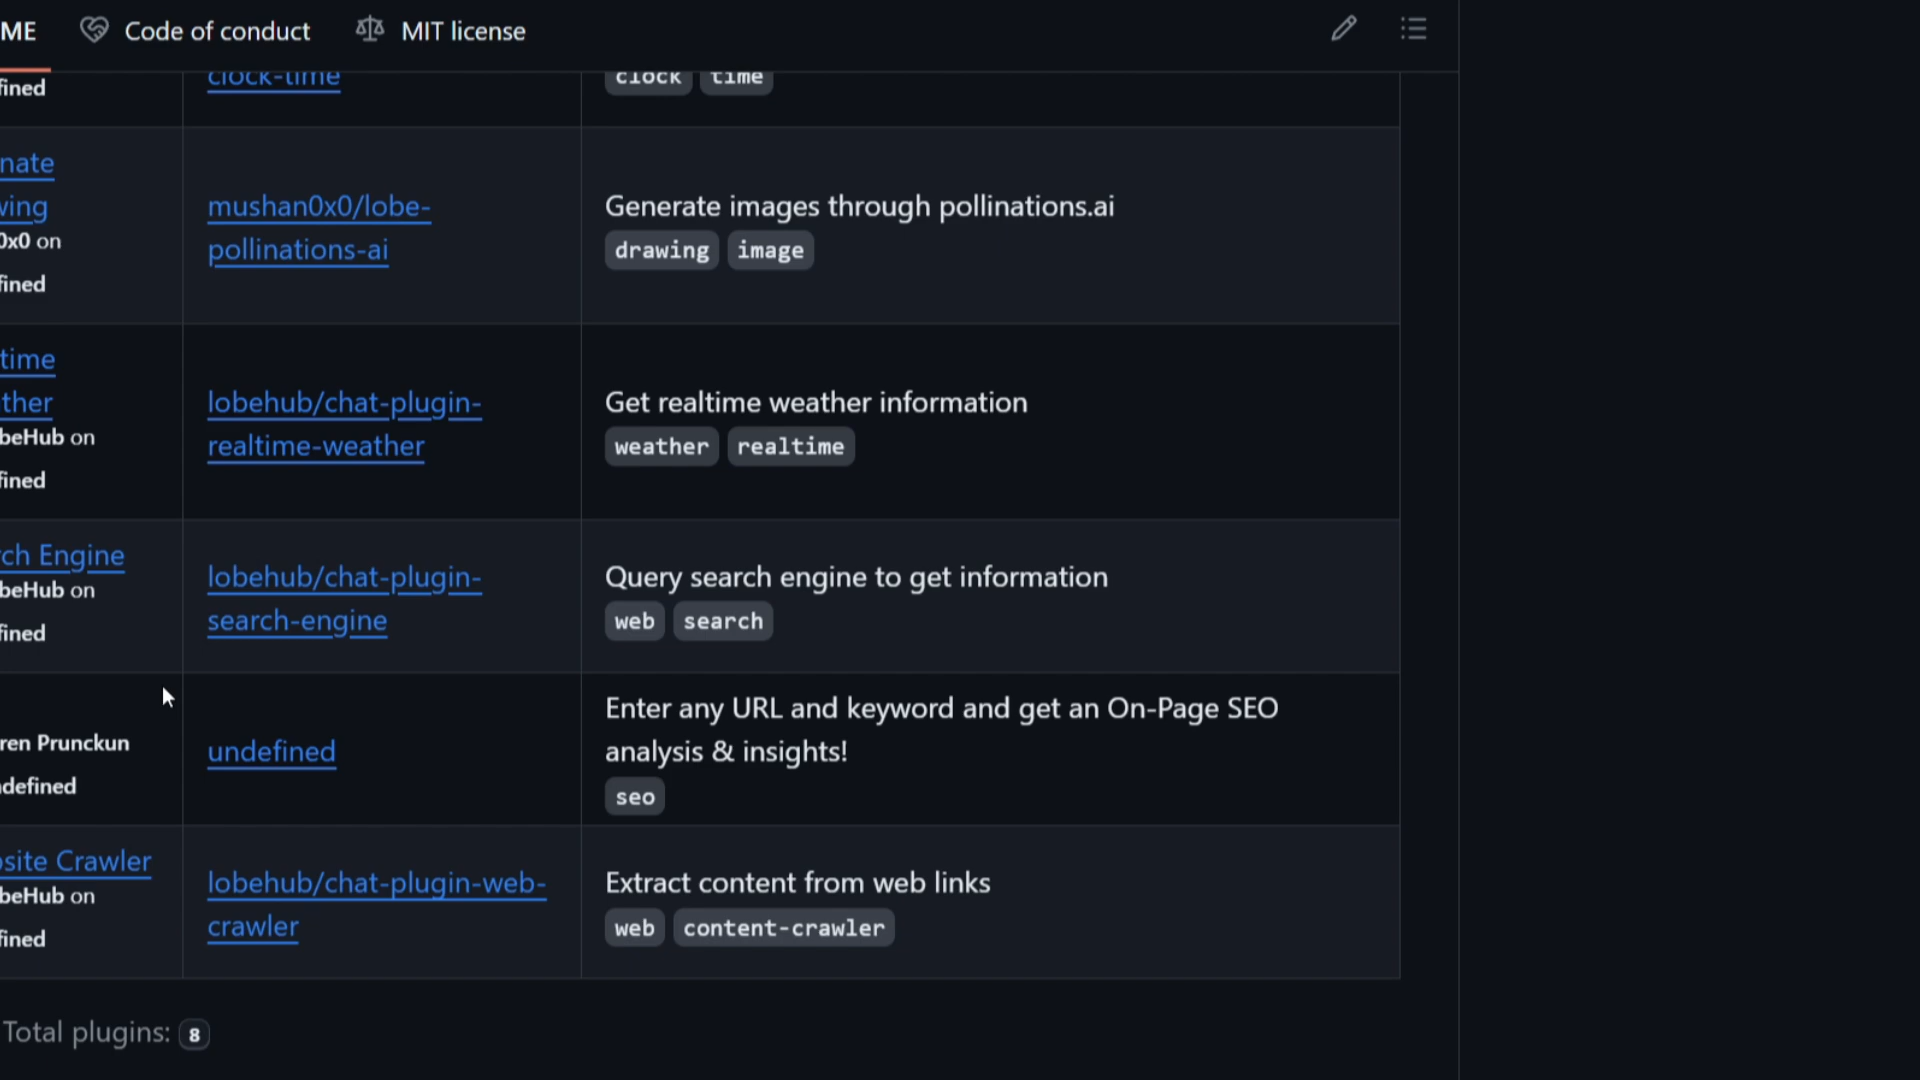 ME Code of conduct MIT license
fined
clock-time
clock time
nate
wing
0x0 on
fined
mushan0x0/lobe-
pollinations-ai
Generate images through pollinations.ai
drawing image
time
ther
beHub on
fined
lobehub/chat-plugin-
realtime-weather
Get realtime weather information
weather realtime
ch Engine
beHub on
fined
lobehub/chat-plugin-
search-engine
Query search engine to get information
web search
ren Prunckun
defined
undefined
Enter any URL and keyword and get an On-Page SEO
analysis & insights!
seo
site Crawler
beHub on
fined
lobehub/chat-plugin-web-
crawler
Extract content from web links
web content-crawler
Total plugins: 8